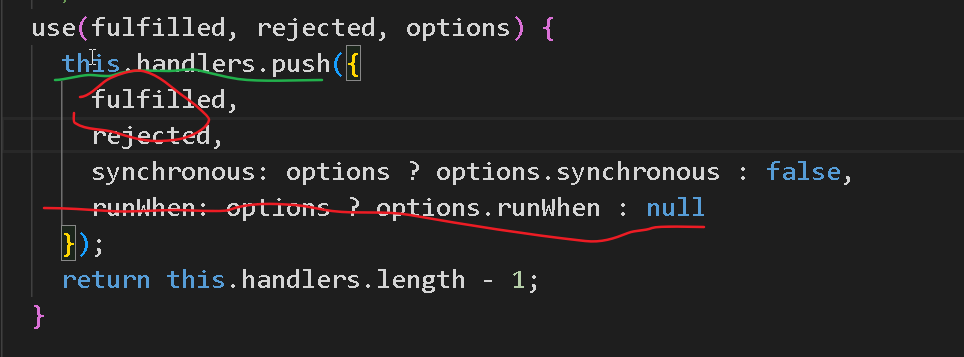 use(fulfilled, rejected, options) {
this.handlers.push({
fulfilled,
rejected,
synchronous: options ? options.synchronous : false,
runWhen: options ? options.runWhen : null
});
return this.handlers.length - 1;
}